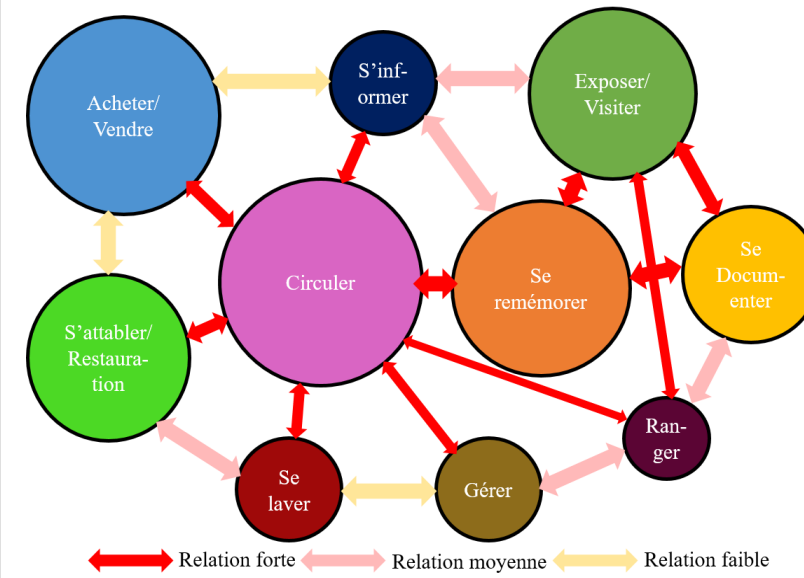 Acheter/
Vendre
S'inf-
ormer
Exposer/
Visiter
Circuler
Se
remémorer
Se
Docum-
enter
S'attabler/
Restaura-
tion
Ran-
ger
Se
laver
Gérer
Relation forte
Relation moyenne
Relation faible